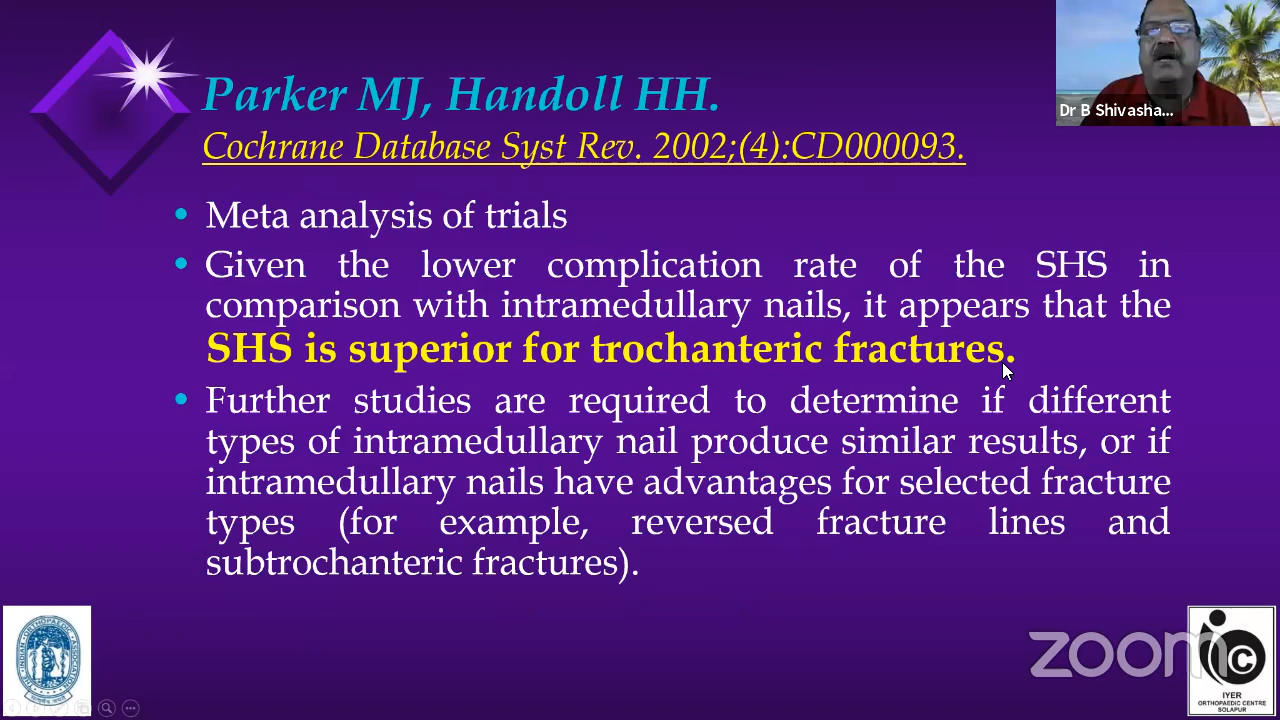 Parker MJ, Handoll HH.
Cochrane Database Syst Rev. 2002;(4):CD000093.
Dr B Shivasha...
• Meta analysis of trials
• Given the lower complication rate of the SHS in
comparison with intramedullary nails, it appears that the
SHS is superior for trochanteric fractures.
• Further studies are required to determine if different
types of intramedullary nail produce similar results, or if
intramedullary nails have advantages for selected fracture
types (for example, reversed fracture lines and
subtrochanteric fractures).
INDIAN ORTHOPAEDIC ASSOCIATION
zoom
IYER
ORTHOPAEDIC CENTRE
SOLAPUR